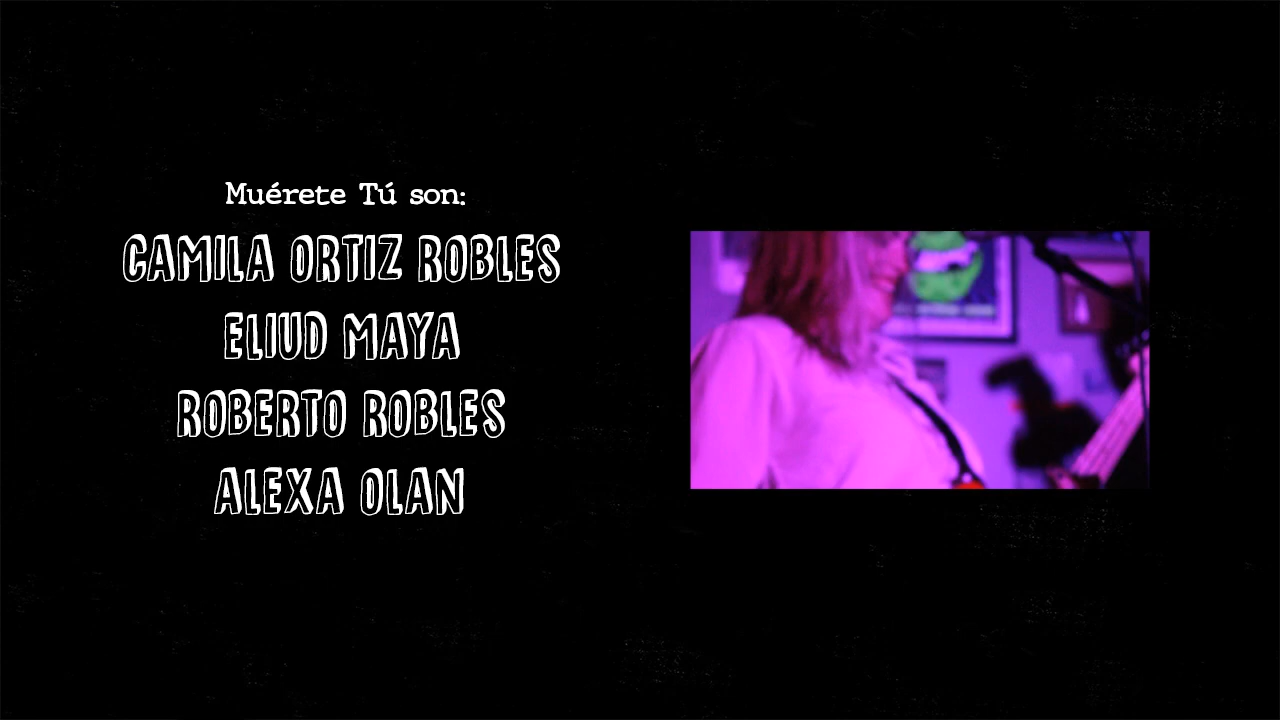 Muérete Tú son:
CAMILA ORTIZ ROBLES
ELIUD MAYA
ROBERTO ROBLES
ALEXA OLAN